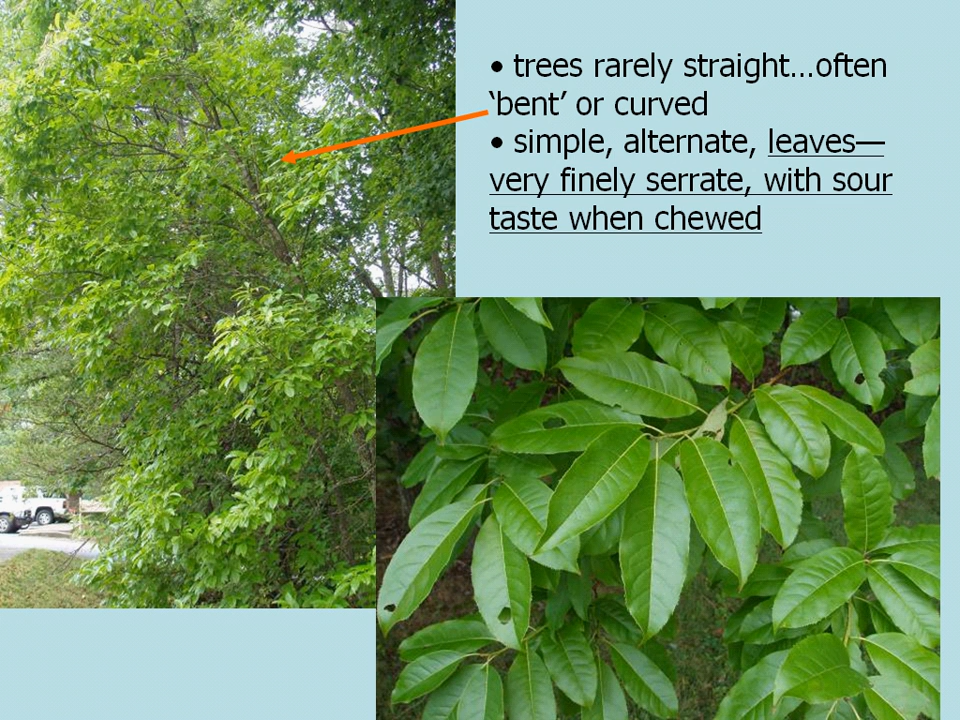 • trees rarely straight…often
‘bent’ or curved
• simple, alternate, leaves—
very finely serrate, with sour
taste when chewed